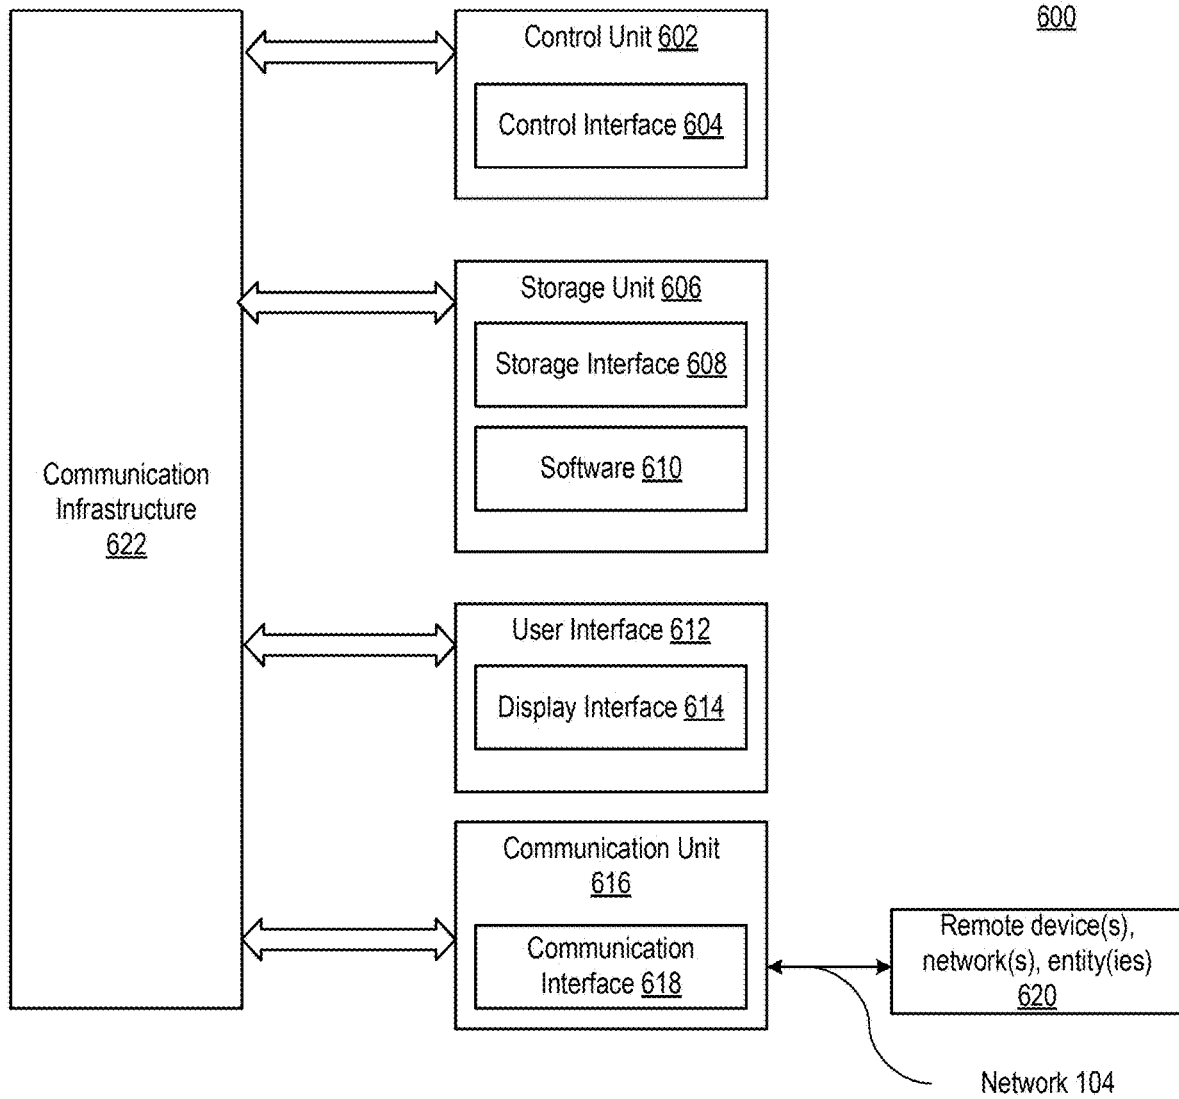 600
Control Unit 602
Control Interface 604
Storage Unit 606
Storage Interface 608
Software 610
Communication
Infrastructure
622
User Interface 612
Display Interface 614
Communication Unit
616
Communication
Interface 618
Remote device(s),
network(s), entity(ies)
620
Network 104